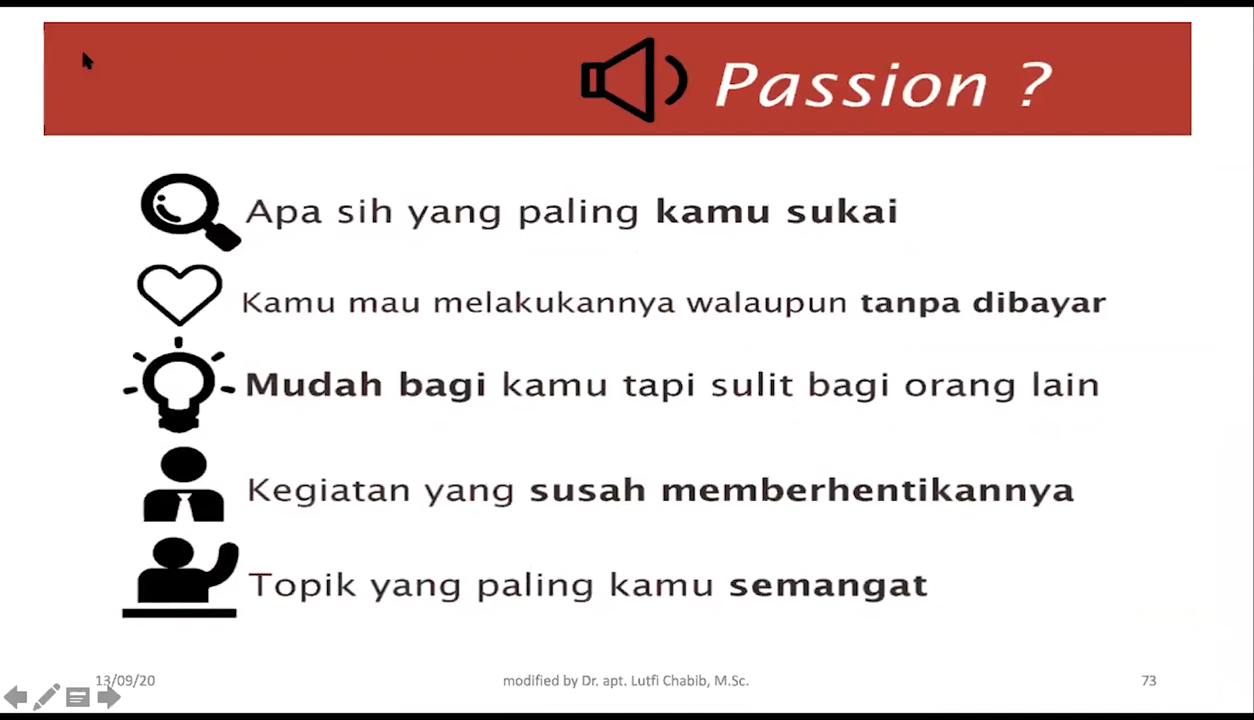 Passion ?
Apa sih yang paling kamu sukai
Kamu mau melakukannya walaupun tanpa dibayar
Mudah bagi kamu tapi sulit bagi orang lain
Kegiatan yang susah memberhentikannya
Topik yang paling kamu semangat
13/09/20
modified by Dr. apt. Lutfi Chabib, M.Sc.
73